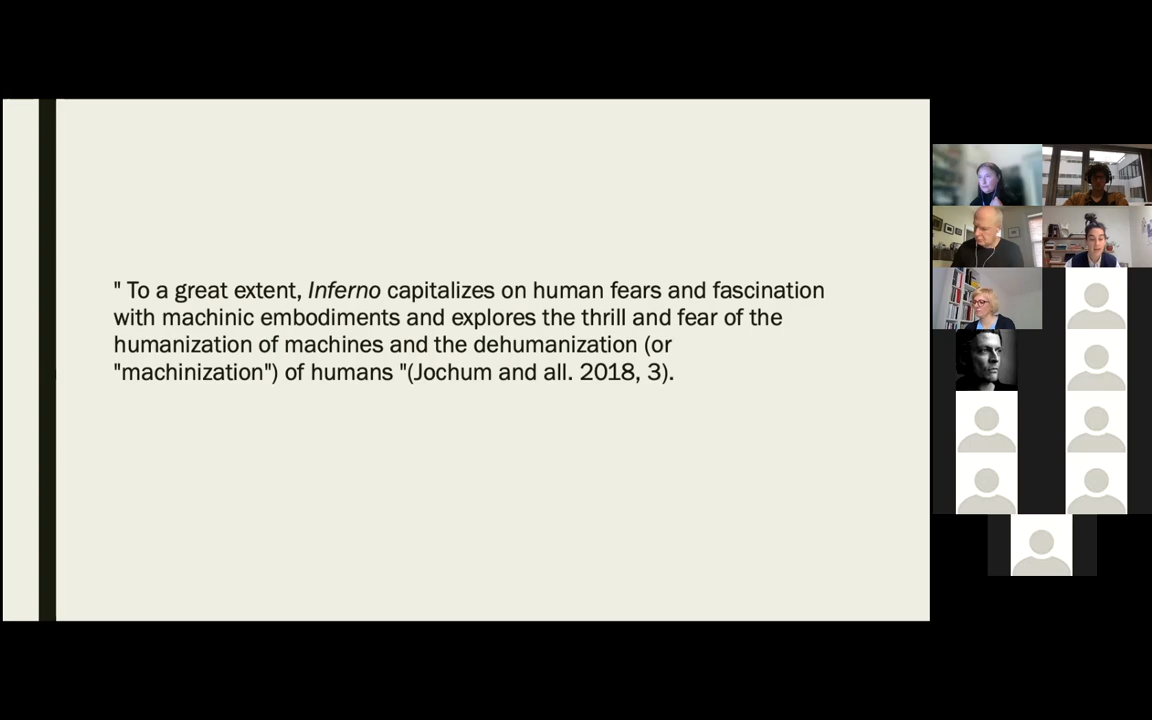 " To a great extent, Inferno capitalizes on human fears and fascination
with machinic embodiments and explores the thrill and fear of the
humanization of machines and the dehumanization (or
"machinization") of humans "(Jochum and all. 2018, 3).